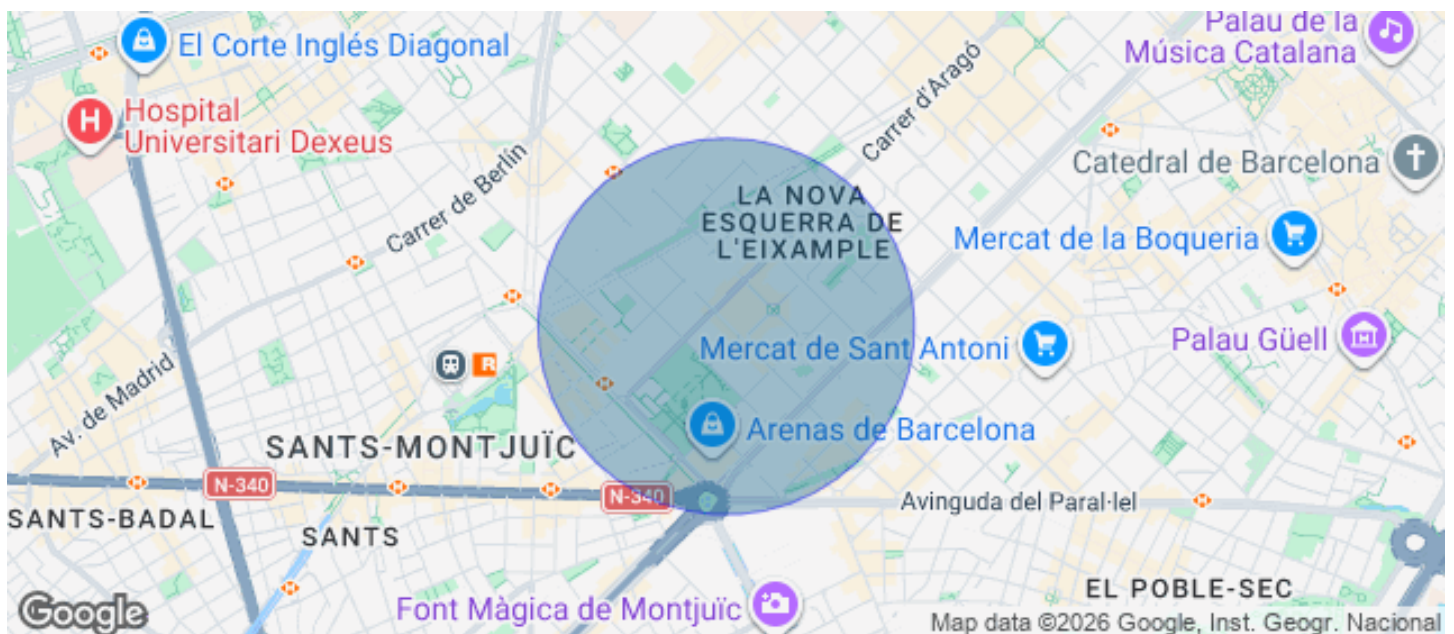 El Corte Inglés Diagonal
Palau de la
Música Catalana
H
Hospital
Universitari Dexeus
Carrer d'Aragó
Catedral de Barcelona
Carrer de Berlín
LA NOVA
ESQUERRA DE
L'EIXAMPLE
Mercat de la Boqueria
Mercat de Sant Antoni
Palau Güell
R
Av. de Madrid
Arenas de Barcelona
SANTS-MONTJUÏC
N-340
N-340
Avinguda del Paral·lel
SANTS-BADAL
SANTS
EL POBLE-SEC
Font Màgica de Montjuïc
Google
Map data ©2026 Google, Inst. Geogr. Nacional